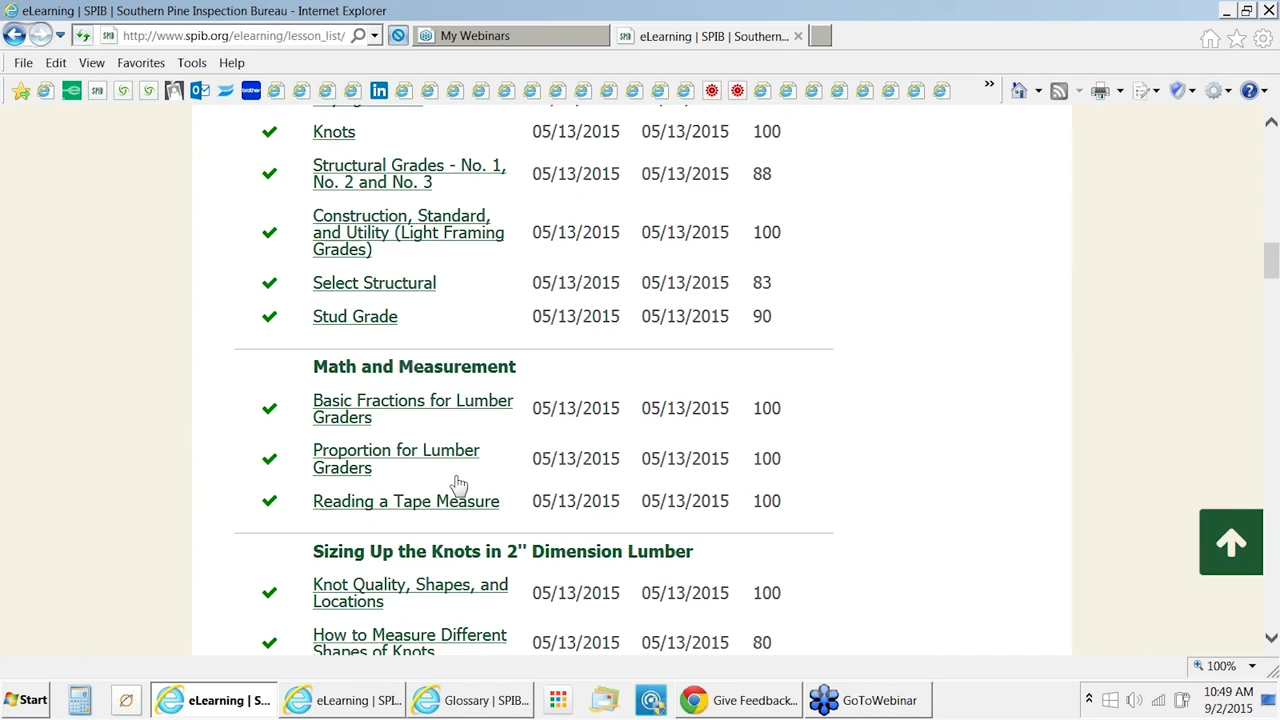 eLearning | SPIB | Southern Pine Inspection Bureau - Internet Explorer
http://www.spib.org/elearning/lesson_list/
My Webinars
eLearning | SPIB | Southern...
File Edit View Favorites Tools Help
Knots 05/13/2015 05/13/2015 100
Structural Grades - No. 1,
No. 2 and No. 3 05/13/2015 05/13/2015 88
Construction, Standard,
and Utility (Light Framing 05/13/2015 05/13/2015 100
Grades)
Select Structural 05/13/2015 05/13/2015 83
Stud Grade 05/13/2015 05/13/2015 90
Math and Measurement
Basic Fractions for Lumber
Graders 05/13/2015 05/13/2015 100
Proportion for Lumber
Graders 05/13/2015 05/13/2015 100
Reading a Tape Measure 05/13/2015 05/13/2015 100
Sizing Up the Knots in 2" Dimension Lumber
Knot Quality, Shapes, and
Locations 05/13/2015 05/13/2015 100
How to Measure Different
Shapes of Knots 05/13/2015 05/13/2015 80
100%
Start
eLearning | S...
eLearning | SPI...
Glossary | SPIB...
Give Feedback...
GoToWebinar
10:49 AM
9/2/2015